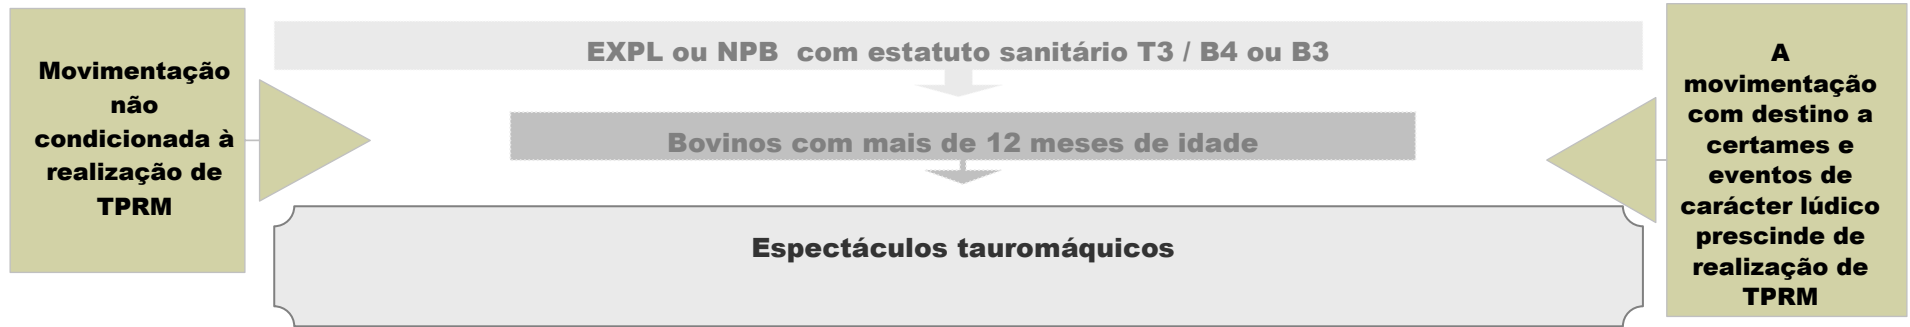 Movimentação
não
condicionada à
realização de
TPRM
EXPL ou NPB com estatuto sanitário T3 / B4 ou B3
Bovinos com mais de 12 meses de idade
Espectáculos tauromáquicos
A
movimentação
com destino a
certames e
eventos de
carácter lúdico
prescinde de
realização de
TPRM